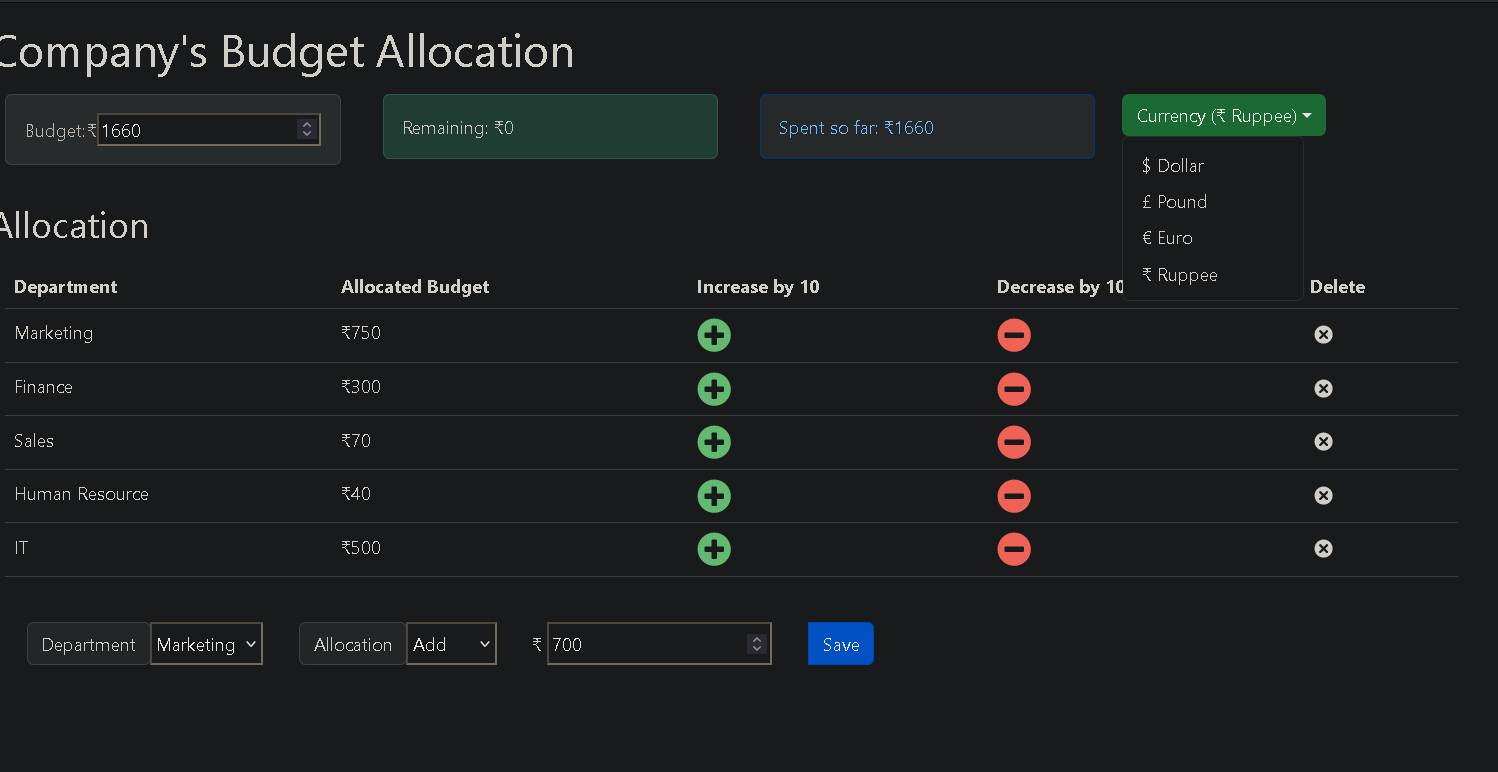 Company's Budget Allocation
Budget:₹ 1660
Remaining: ₹0
Spent so far: ₹1660
Currency (₹ Ruppee)
$ Dollar
£ Pound
€ Euro
₹ Ruppee
Allocation
Department Allocated Budget Increase by 10 Decrease by 10 Delete
Marketing ₹750
Finance ₹300
Sales ₹70
Human Resource ₹40
IT ₹500
Department Marketing Allocation Add ₹ 700 Save